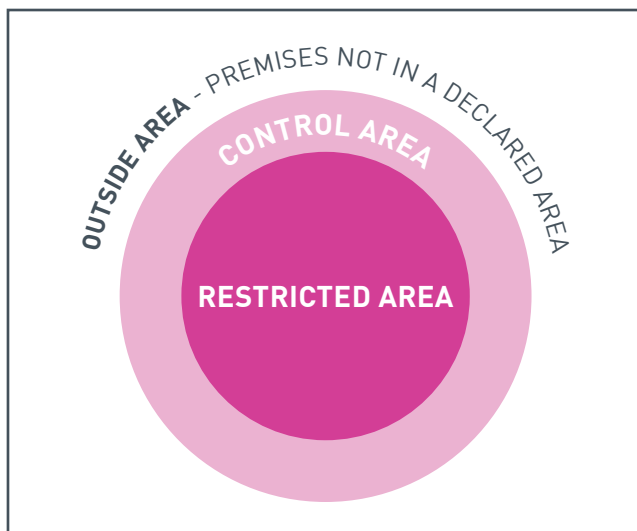 OUTSIDE AREA - PREMISES NOT IN A DECLARED AREA
CONTROL AREA
RESTRICTED AREA